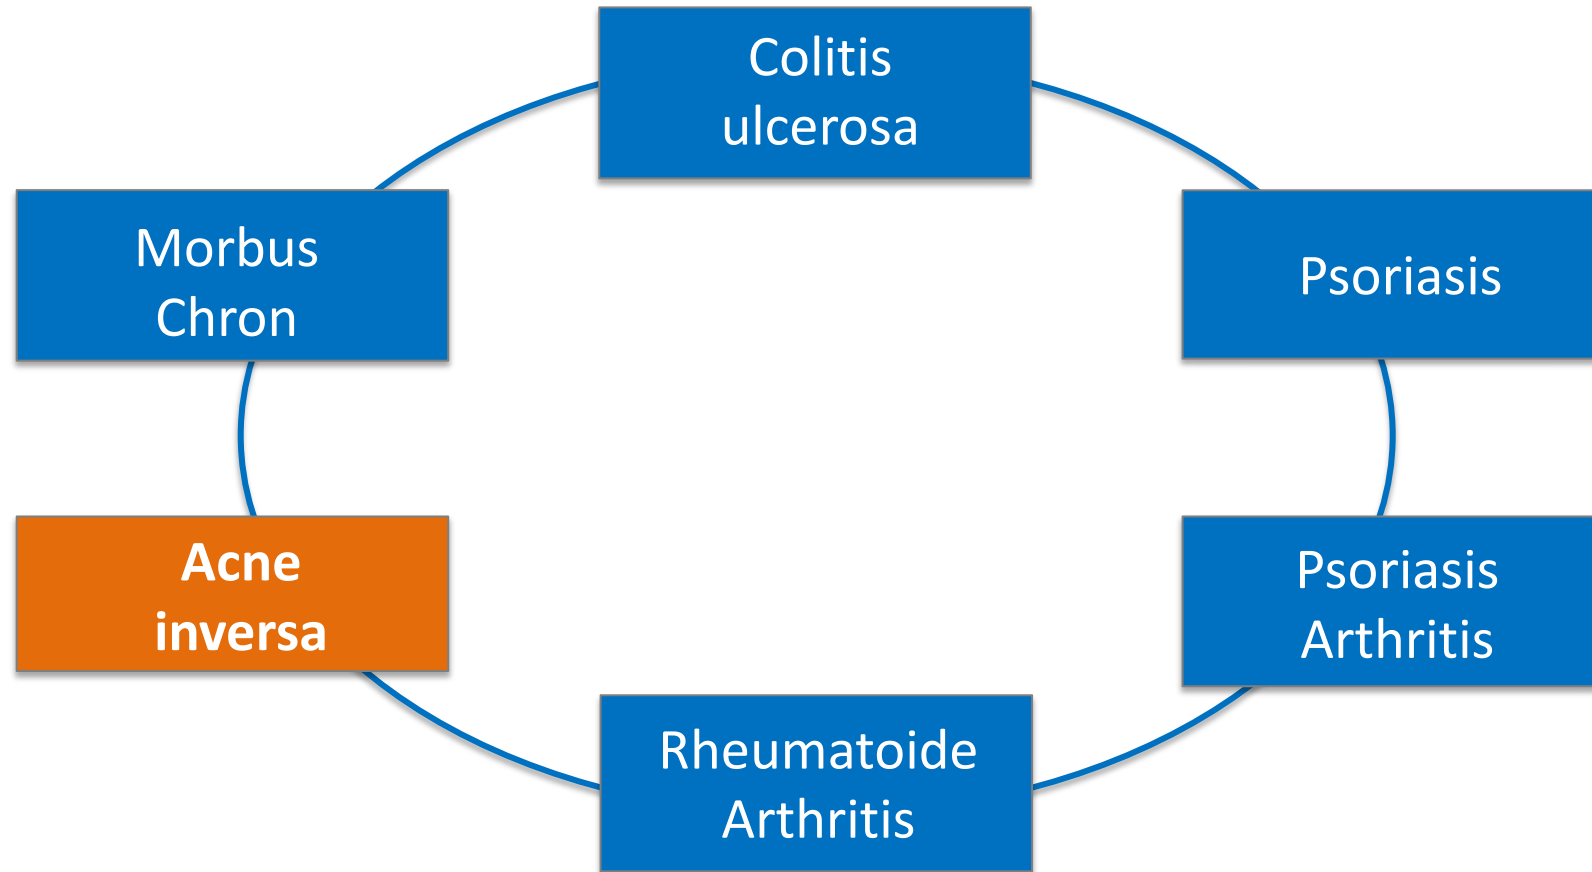 Colitis
ulcerosa
Morbus
Chron
Psoriasis
Acne
inversa
Psoriasis
Arthritis
Rheumatoide
Arthritis